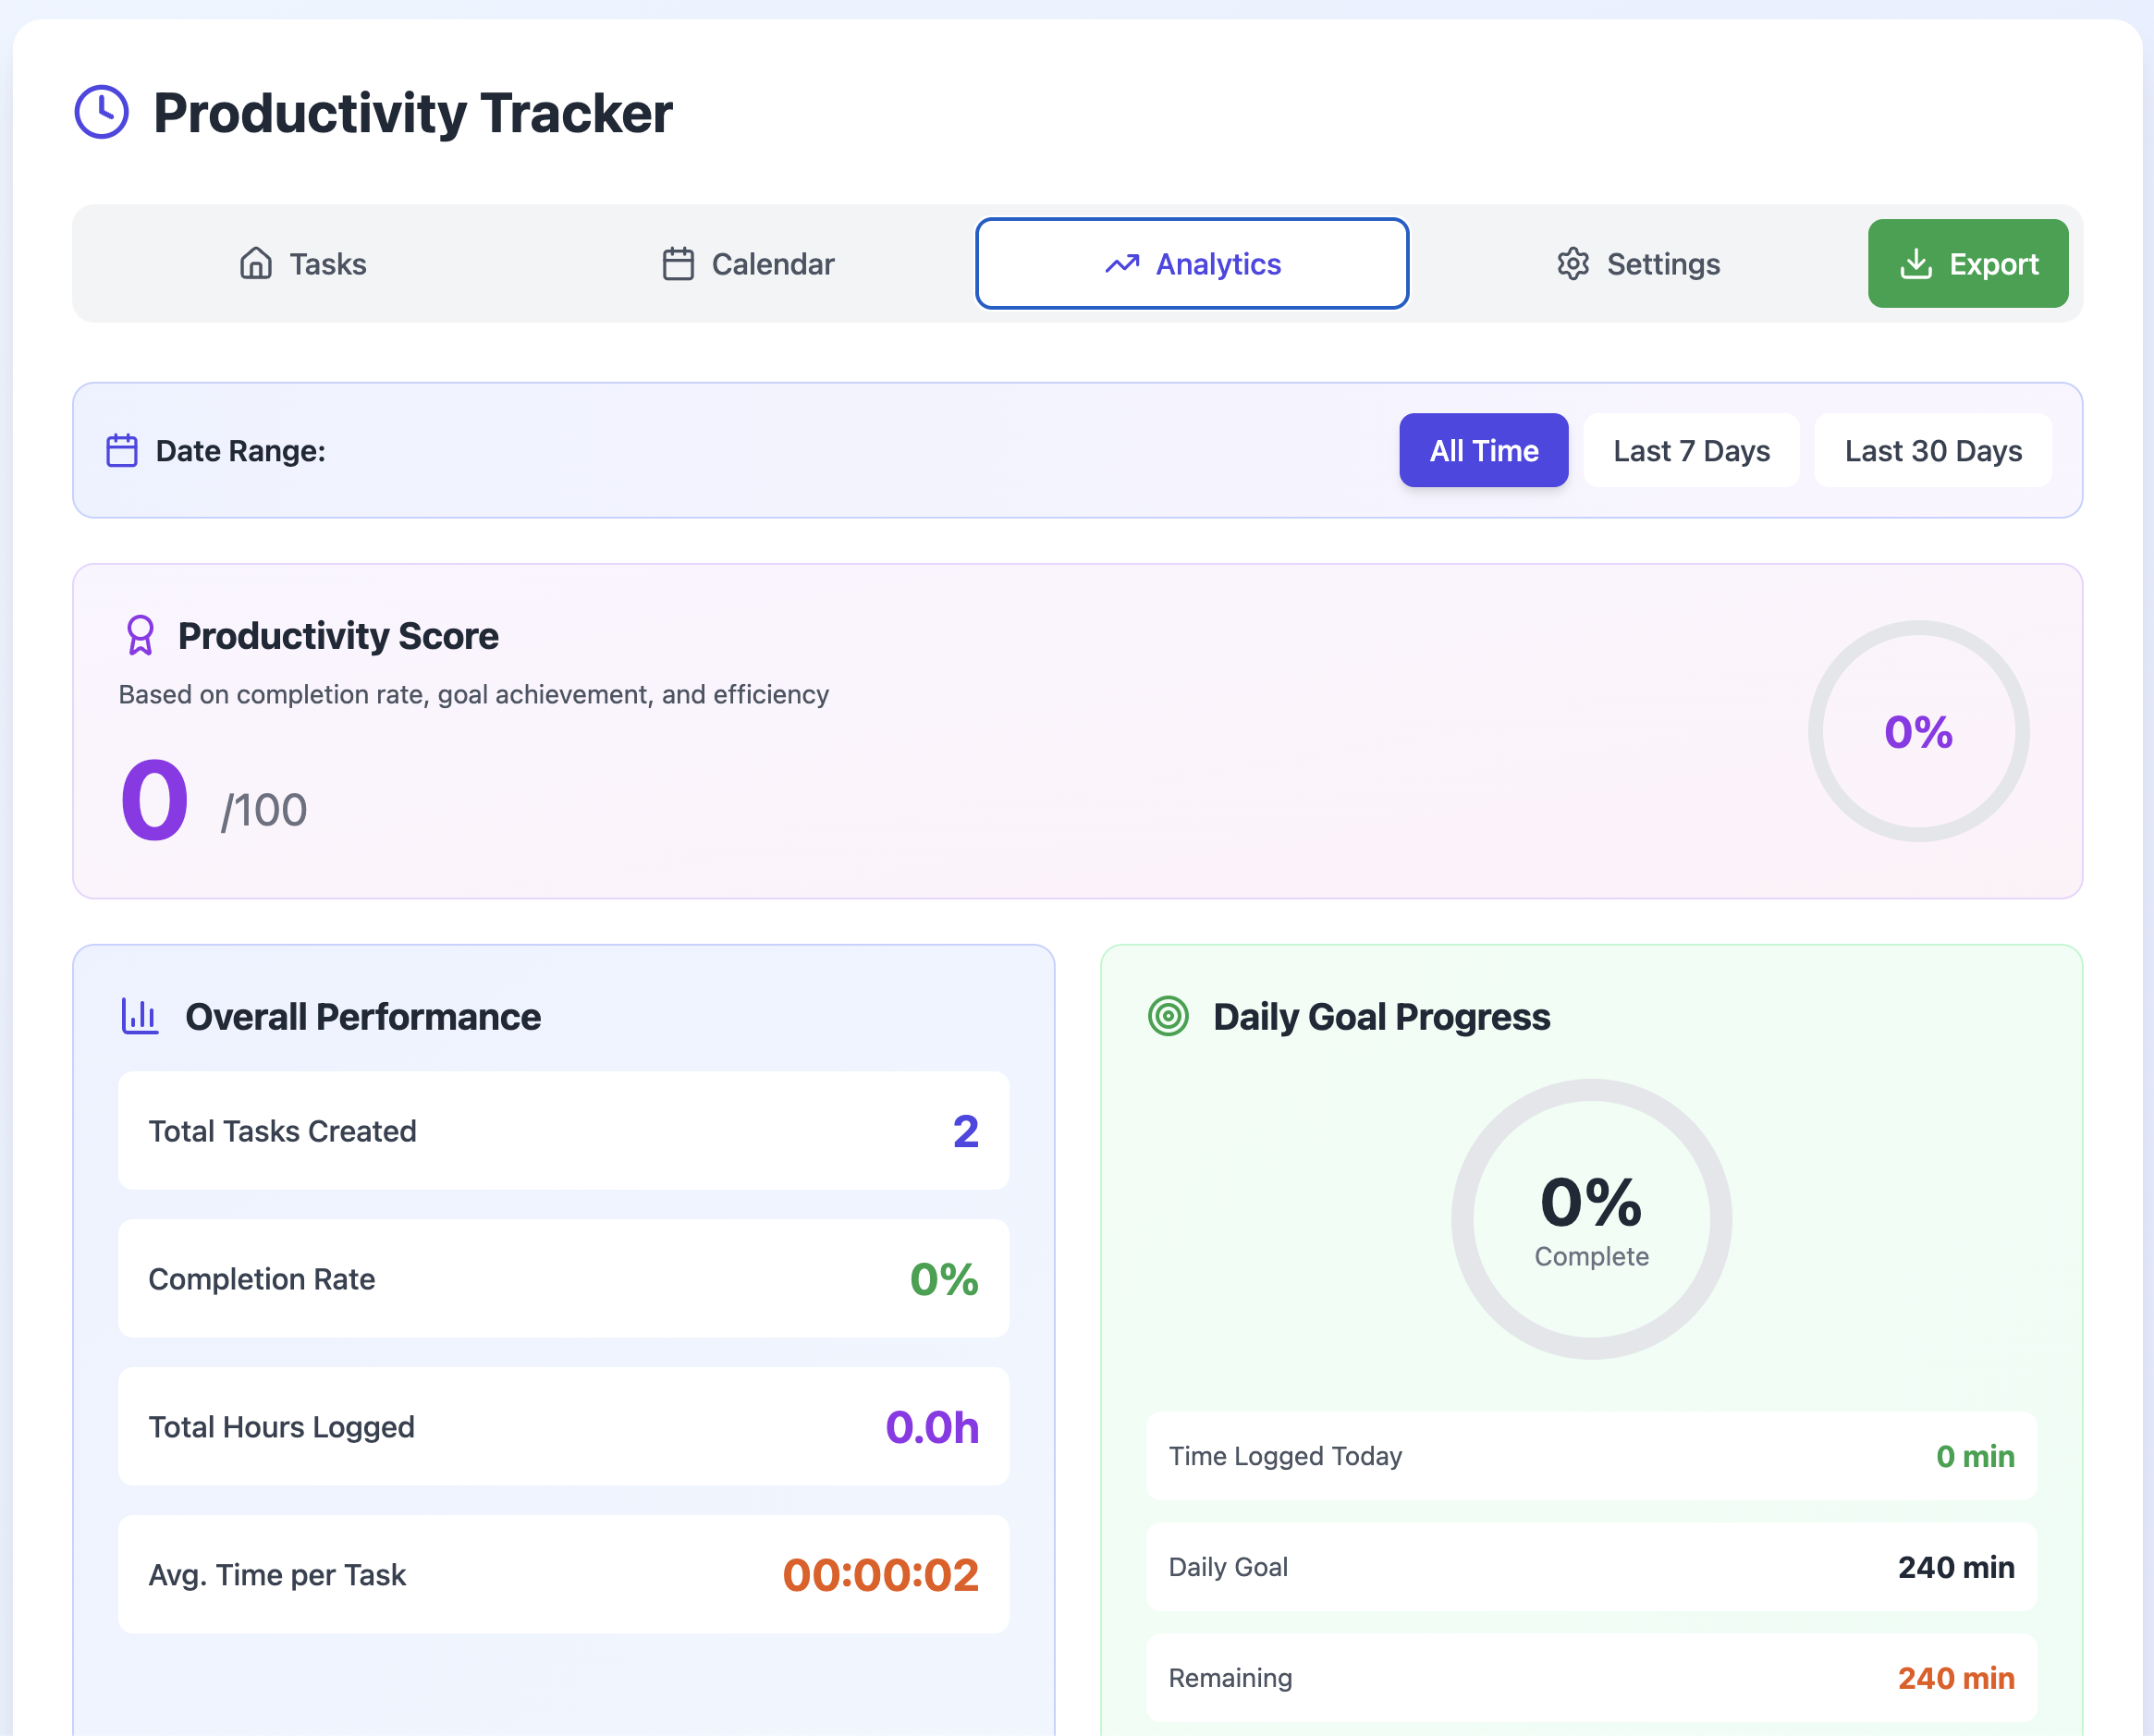 Productivity Tracker
Tasks
Calendar
Analytics
Settings
Export
Date Range:
All Time
Last 7 Days
Last 30 Days
Productivity Score
Based on completion rate, goal achievement, and efficiency
0 /100
0%
Overall Performance
Total Tasks Created 2
Completion Rate 0%
Total Hours Logged 0.0h
Avg. Time per Task 00:00:02
Daily Goal Progress
0%
Complete
Time Logged Today 0 min
Daily Goal 240 min
Remaining 240 min